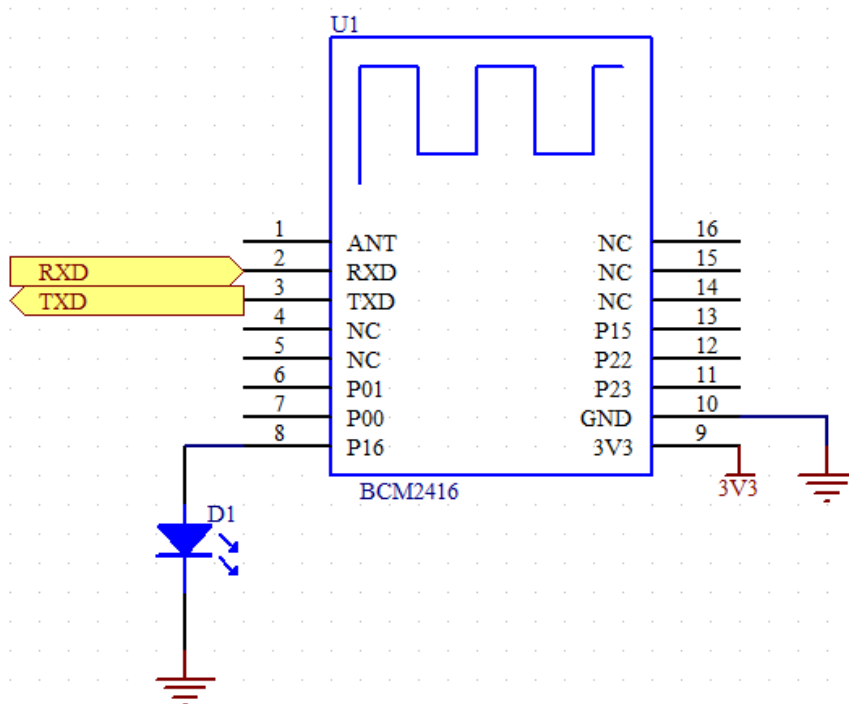 U1
1 ANT NC 16
RXD 2 RXD NC 15
TXD 3 TXD NC 14
4 NC P15 13
5 NC P22 12
6 P01 P23 11
7 P00 GND 10
8 P16 3V3 9
BCM2416 3V3
D1